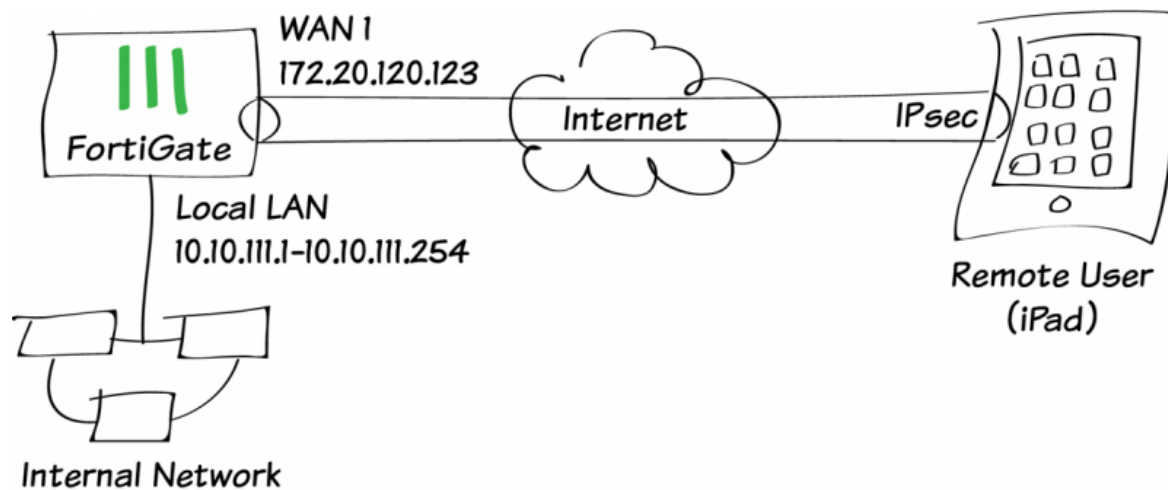 WAN 1
172.20.120.123
FortiGate
Internet
IPsec
Local LAN
10.10.111.1-10.10.111.254
Remote User
(iPad)
Internal Network